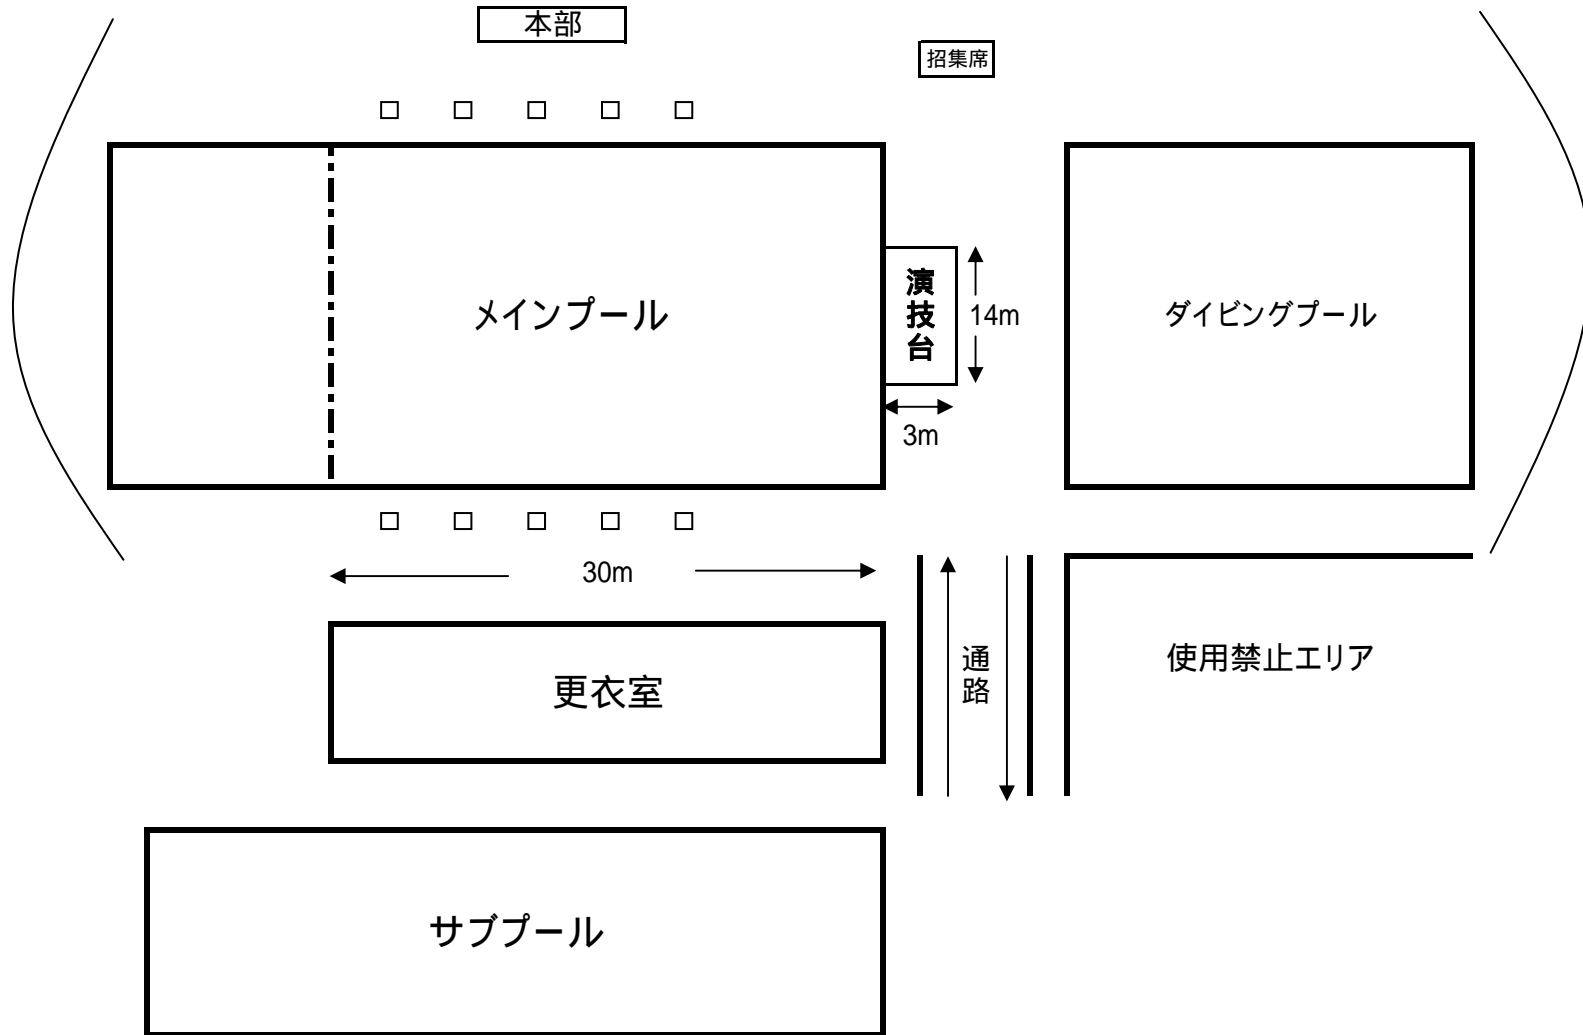 本部
招集席
メインプール
演技台
14m
ダイビングプール
3m
30m
通路
使用禁止エリア
更衣室
サブプール